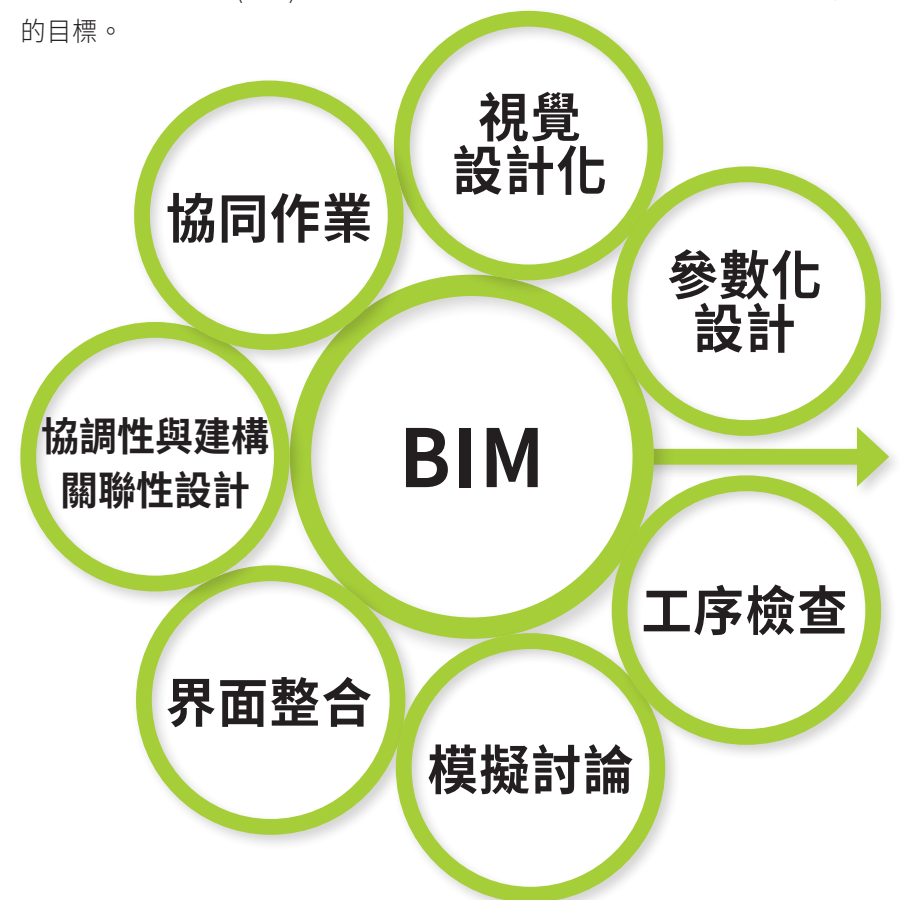 的目標。
視覺
設計化
協同作業
參數化
設計
協調性與建構
關聯性設計
BIM
工序檢查
界面整合
模擬討論